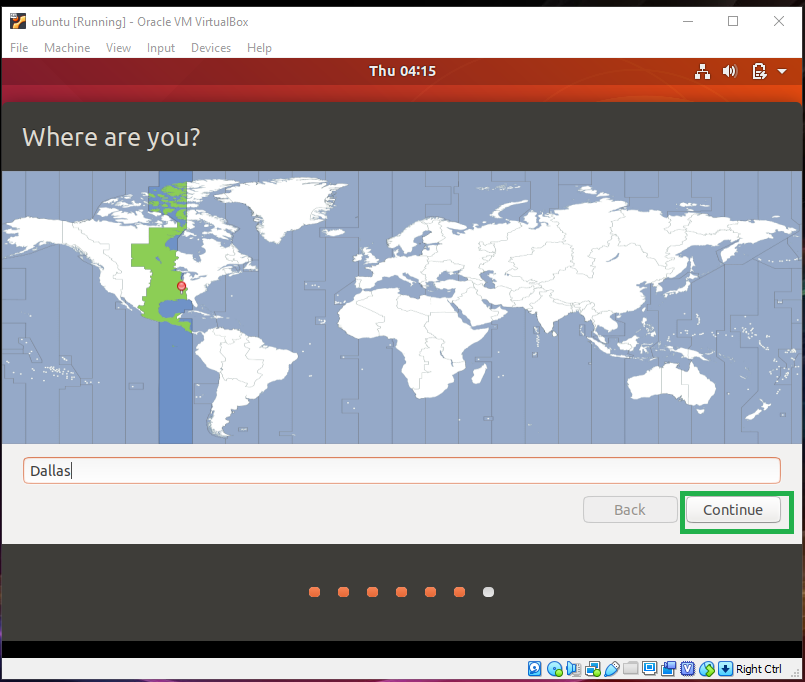 ubuntu [Running] - Oracle VM VirtualBox
File Machine View Input Devices Help
Thu 04:15
Where are you?
Dallas
Back Continue
Right Ctrl